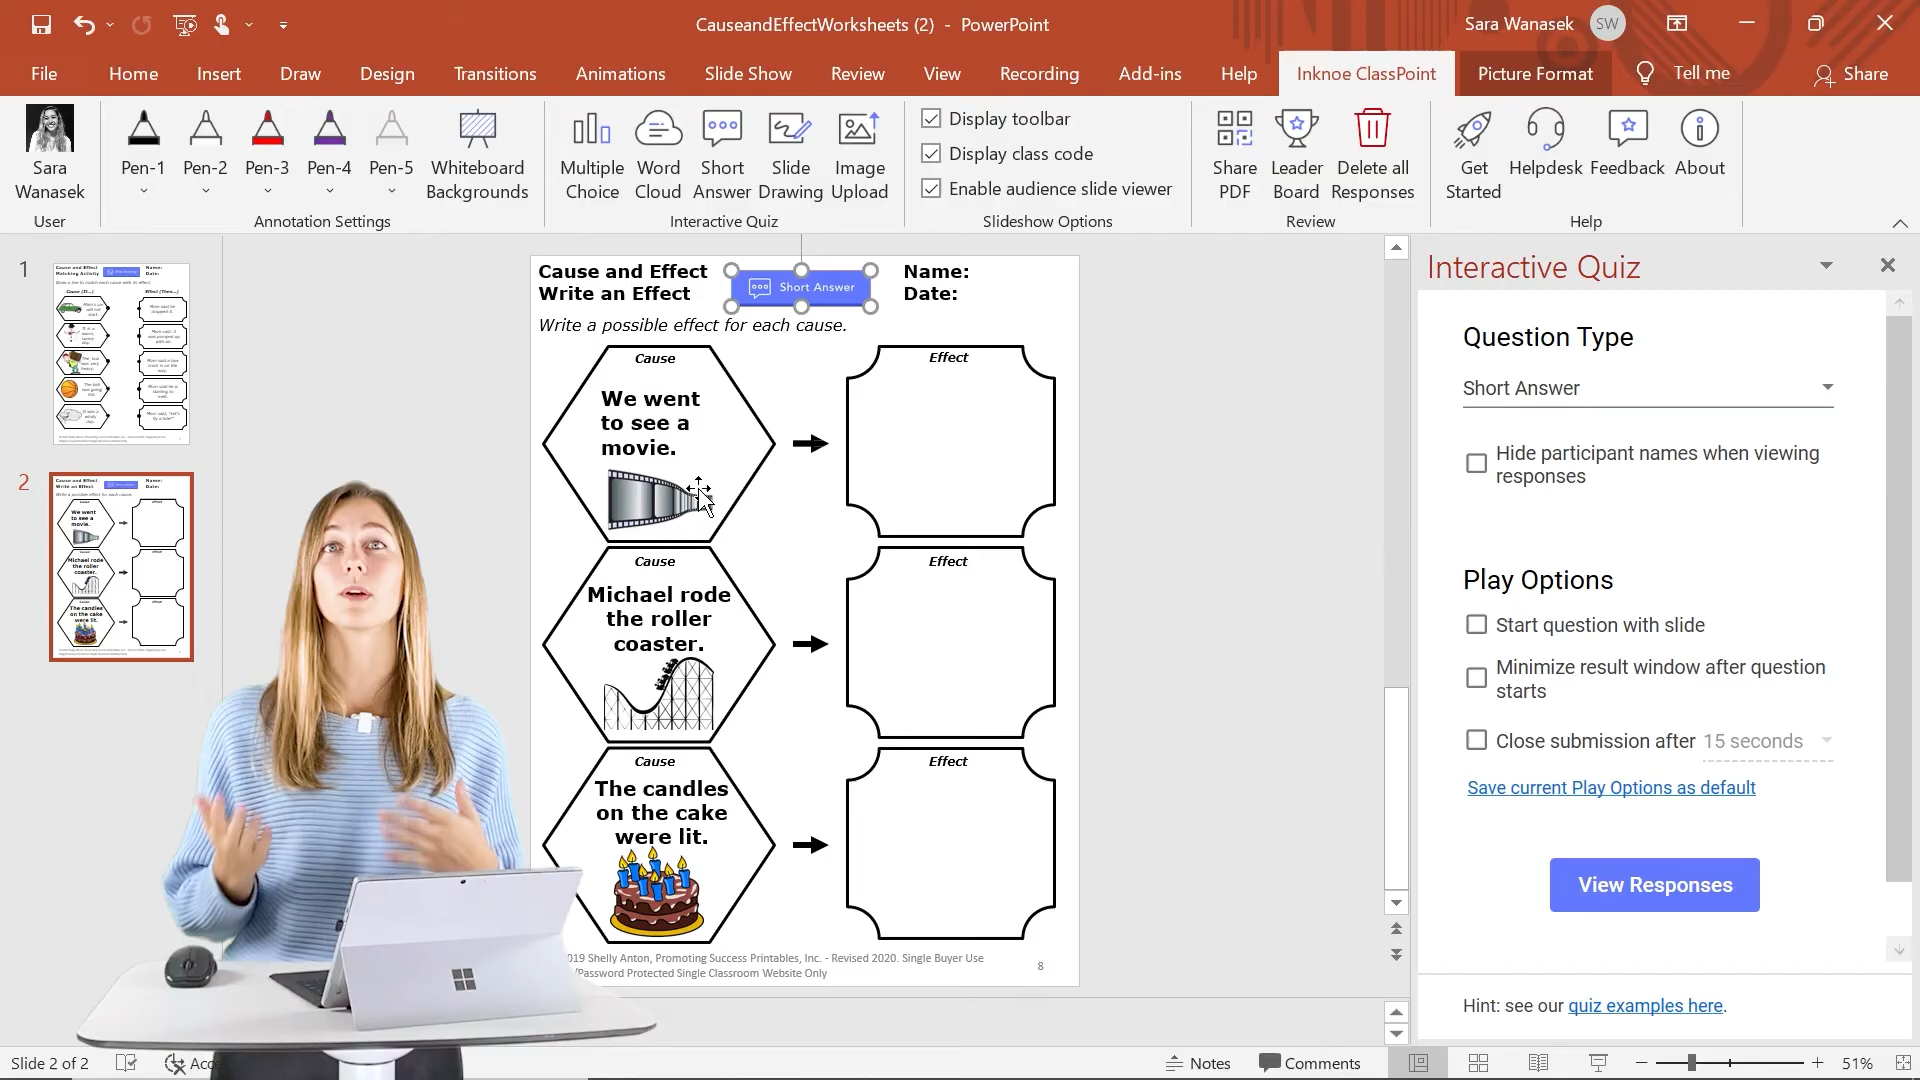 CauseandEffectWorksheets (2) - PowerPoint
Sara Wanasek SW
File Home Insert Draw Design Transitions Animations Slide Show Review View Recording Add-ins Help Inknoe ClassPoint Picture Format Tell me Share
Sara Wanasek
User
Pen-1 Pen-2 Pen-3 Pen-4 Pen-5 Whiteboard Backgrounds
Annotation Settings
Multiple Choice Word Cloud Short Answer Slide Drawing Image Upload
Interactive Quiz
Display toolbar
Display class code
Enable audience slide viewer
Slideshow Options
Share PDF Leader Board Delete all Responses
Review
Get Started Helpdesk Feedback About
Help
1
2
Cause and Effect
Write an Effect
Short Answer
Name:
Date:
Write a possible effect for each cause.
Cause
We went
to see a
movie.
Effect
Cause
Michael rode
the roller
coaster.
Effect
Cause
The candles
on the cake
were lit.
Effect
019 Shelly Anton, Promoting Success Printables, Inc. - Revised 2020. Single Buyer Use
/Password Protected Single Classroom Website Only
8
Interactive Quiz
Question Type
Short Answer
Hide participant names when viewing
responses
Play Options
Start question with slide
Minimize result window after question
starts
Close submission after 15 seconds
Save current Play Options as default
View Responses
Hint: see our quiz examples here.
Slide 2 of 2
Notes Comments 51%